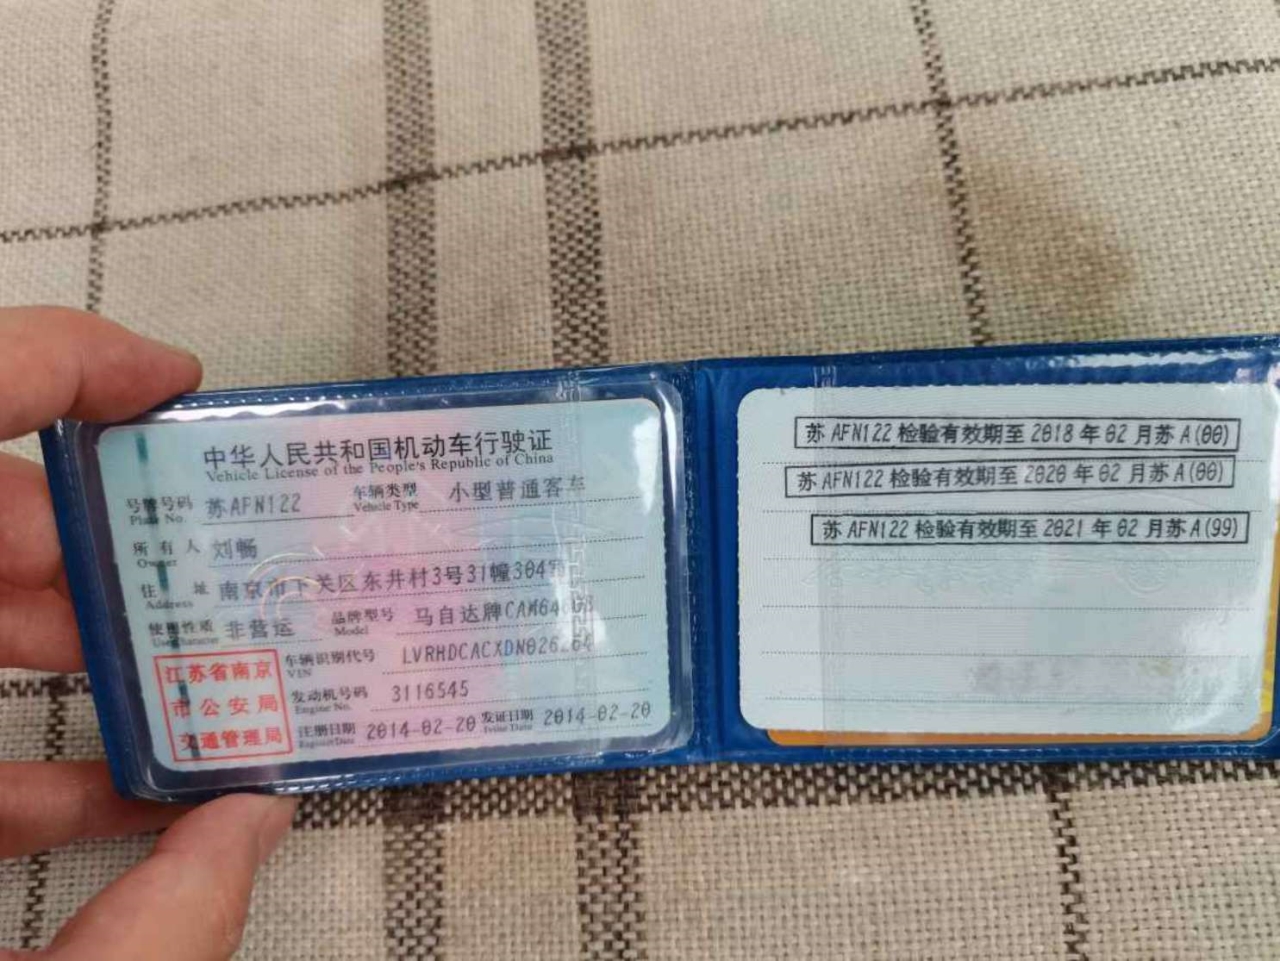 中华人民共和国机动车行驶证
Vehicle License of the People's Republic of China
号牌号码 苏AFN122 车辆类型 小型普通客车
Plate No. Vehicle Type
所有人 刘畅
Owner
住址 南京市下关区东井村3号31幢304室
Address
使用性质 非营运 品牌型号 马自达牌
Use Character Model
江苏省南京
市公安局
交通管理局
车辆识别代号
VIN
发动机号码 3116545
Engine No.
注册日期 2014-02-20 发证日期 2014-02-20
Register Date Issue Date
苏AFN122检验有效期至2018年02月苏A(00)
苏AFN122检验有效期至2020年02月苏A(00)
苏AFN122检验有效期至2021年02月苏A(99)